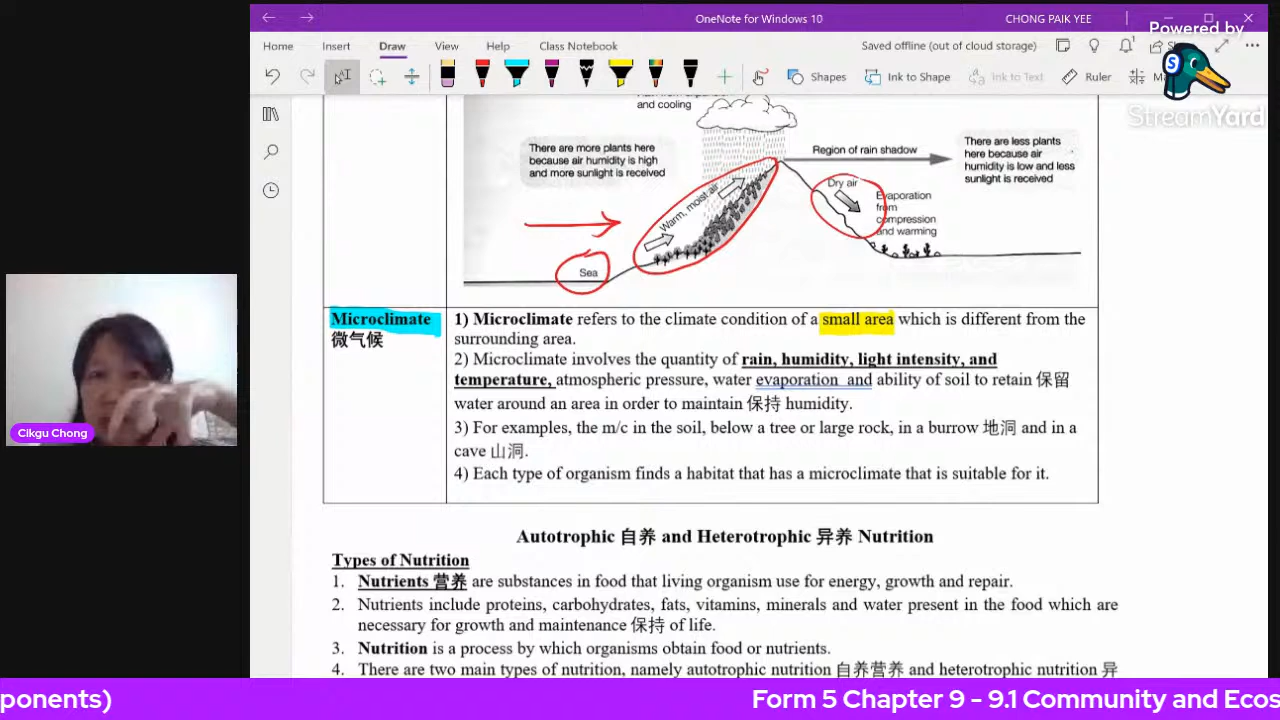 OneNote for Windows 10
CHONG PAIK YEE
Powered by
StreamYard
Home
Insert
Draw
View
Help
Class Notebook
Saved offline (out of cloud storage)
Shapes
Ink to Shape
Ink to Text
Ruler
and cooling
There are more plants here
because air humidity is high
and more sunlight is received
Warm, moist air
Region of rain shadow
There are less plants
here because air
humidity is low and less
sunlight is received
Dry air
Evaporation
from
compression
and warming
Sea
Microclimate
微气候
1) Microclimate refers to the climate condition of a small area which is different from the
surrounding area.
2) Microclimate involves the quantity of rain, humidity, light intensity, and
temperature, atmospheric pressure, water evaporation and ability of soil to retain 保留
water around an area in order to maintain 保持 humidity.
3) For examples, the m/c in the soil, below a tree or large rock, in a burrow 地洞 and in a
cave 山洞.
4) Each type of organism finds a habitat that has a microclimate that is suitable for it.
Autotrophic 自养 and Heterotrophic 异养 Nutrition
Types of Nutrition
1. Nutrients 营养 are substances in food that living organism use for energy, growth and repair.
2. Nutrients include proteins, carbohydrates, fats, vitamins, minerals and water present in the food which are
necessary for growth and maintenance 保持 of life.
3. Nutrition is a process by which organisms obtain food or nutrients.
4. There are two main types of nutrition, namely autotrophic nutrition 自养营养 and heterotrophic nutrition 异
Cikgu Chong
ponents)
Form 5 Chapter 9 - 9.1 Community and Ecos